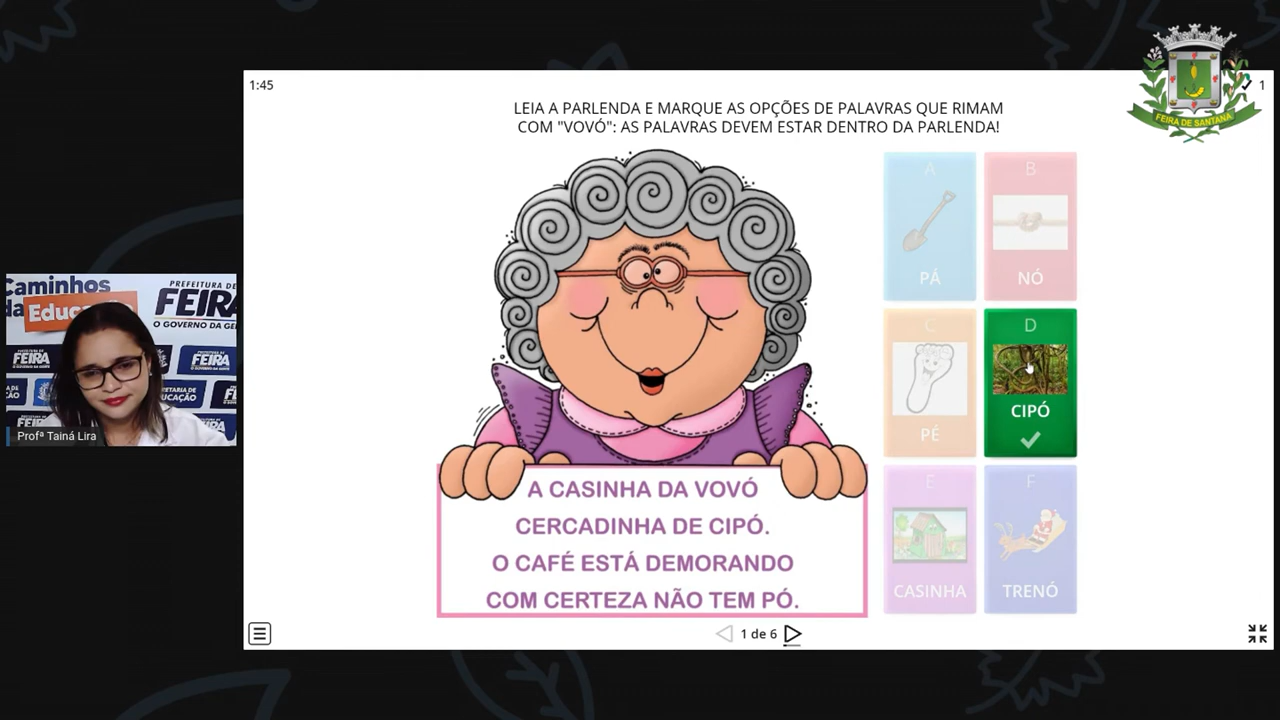 1:45
1
FEIRA DE SANTANA
LEIA A PARLENDA E MARQUE AS OPÇÕES DE PALAVRAS QUE RIMAM
COM "VOVÓ": AS PALAVRAS DEVEM ESTAR DENTRO DA PARLENDA!
A
PÁ
B
NÓ
C
PÉ
D
CIPÓ
E
CASINHA
F
TRENÓ
A CASINHA DA VOVÓ
CERCADINHA DE CIPÓ.
O CAFÉ ESTÁ DEMORANDO
COM CERTEZA NÃO TEM PÓ.
1 de 6
Caminhos
da Educ
PREFEITURA DE
FEIRA
O GOVERNO DA GE
Profª Tainá Lira